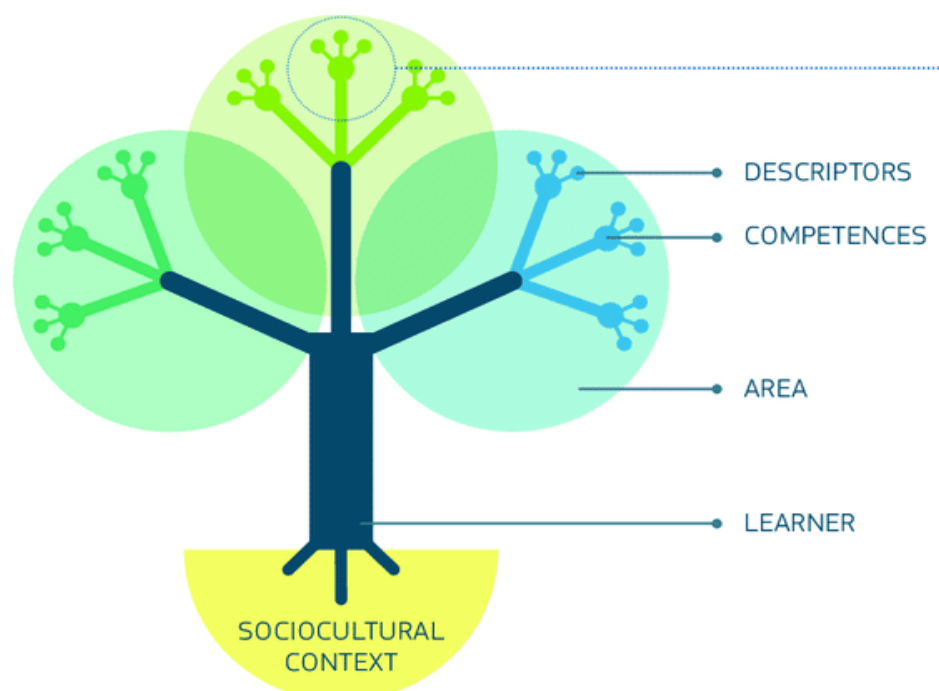 DESCRIPTORS
COMPETENCES
AREA
LEARNER
SOCIOCULTURAL
CONTEXT